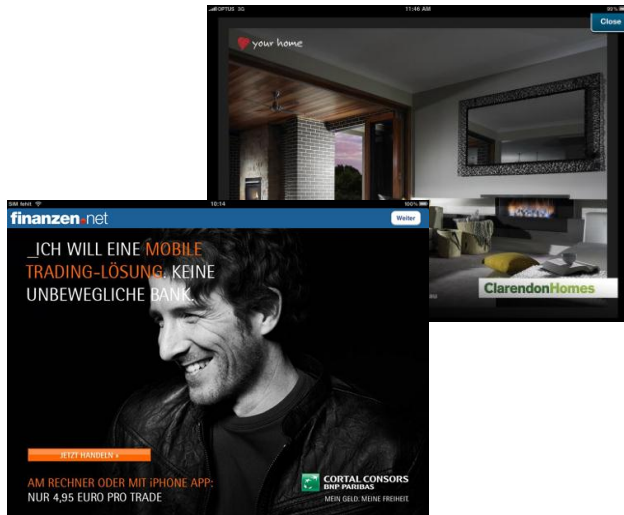 OPTUS 3G
11:46 AM
99%
Close
your home
ClarendonHomes
SIM fehlt
10:14
100%
finanzen.net
Weiter
_ICH WILL EINE MOBILE
TRADING-LÖSUNG. KEINE
UNBEWEGLICHE BANK.
JETZT HANDELN »
AM RECHNER ODER MIT iPHONE APP:
NUR 4,95 EURO PRO TRADE
CORTAL CONSORS
BNP PARIBAS
MEIN GELD. MEINE FREIHEIT.